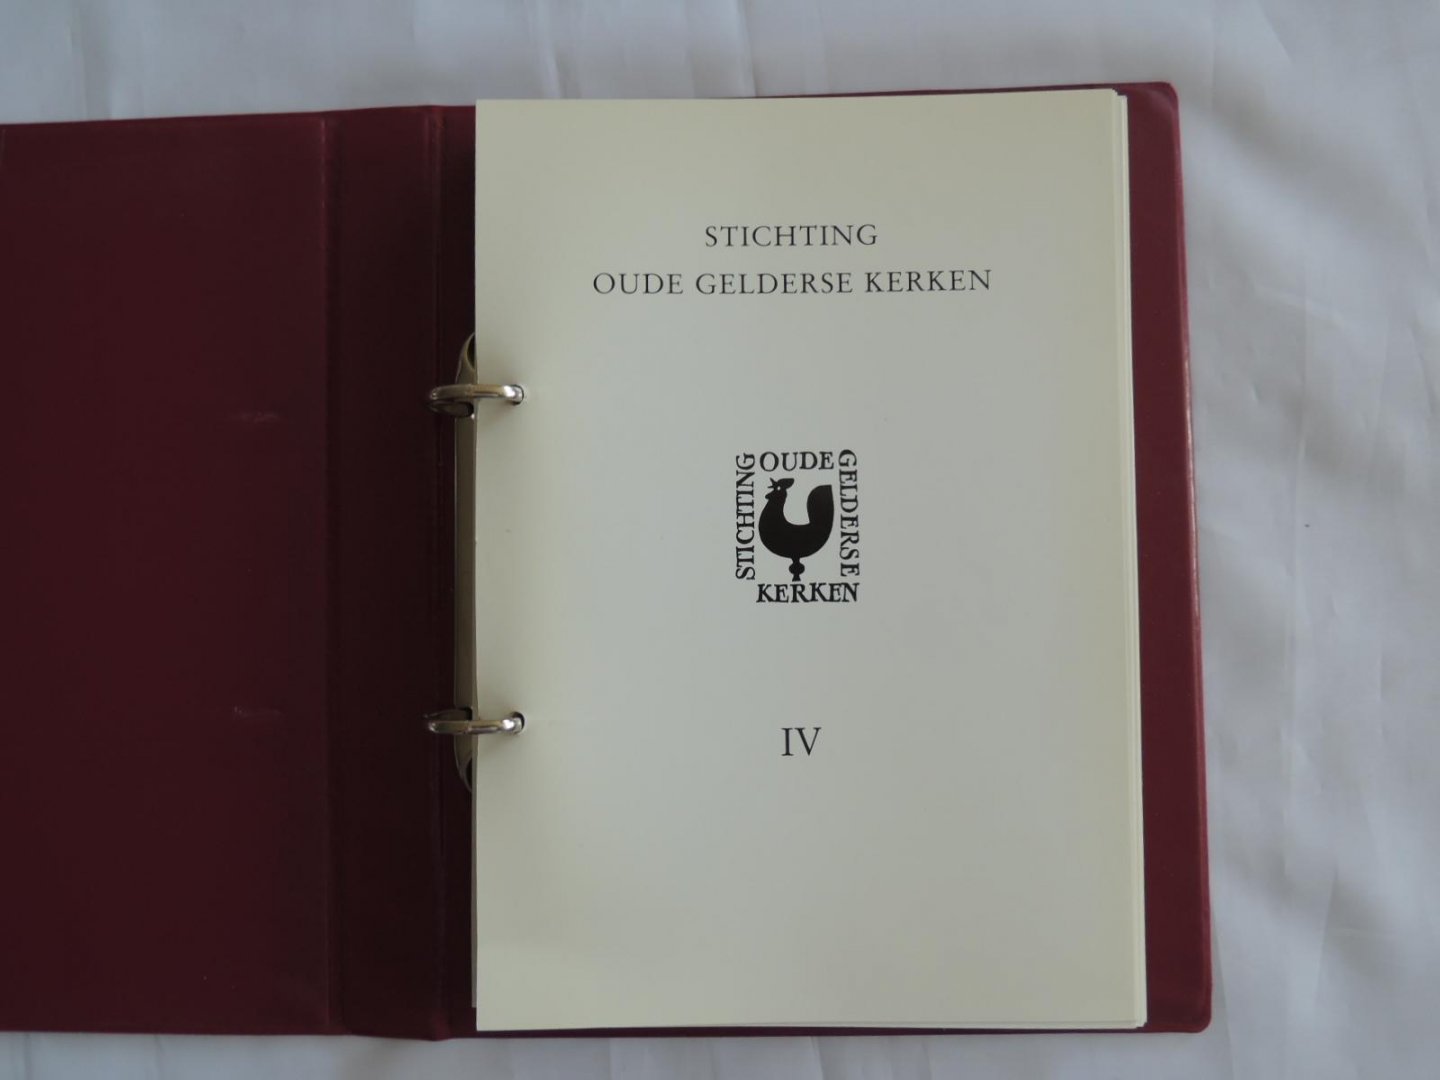 STICHTING
OUDE GELDERSE KERKEN
STICHTING
OUDE
GELDERSE
KERKEN
IV